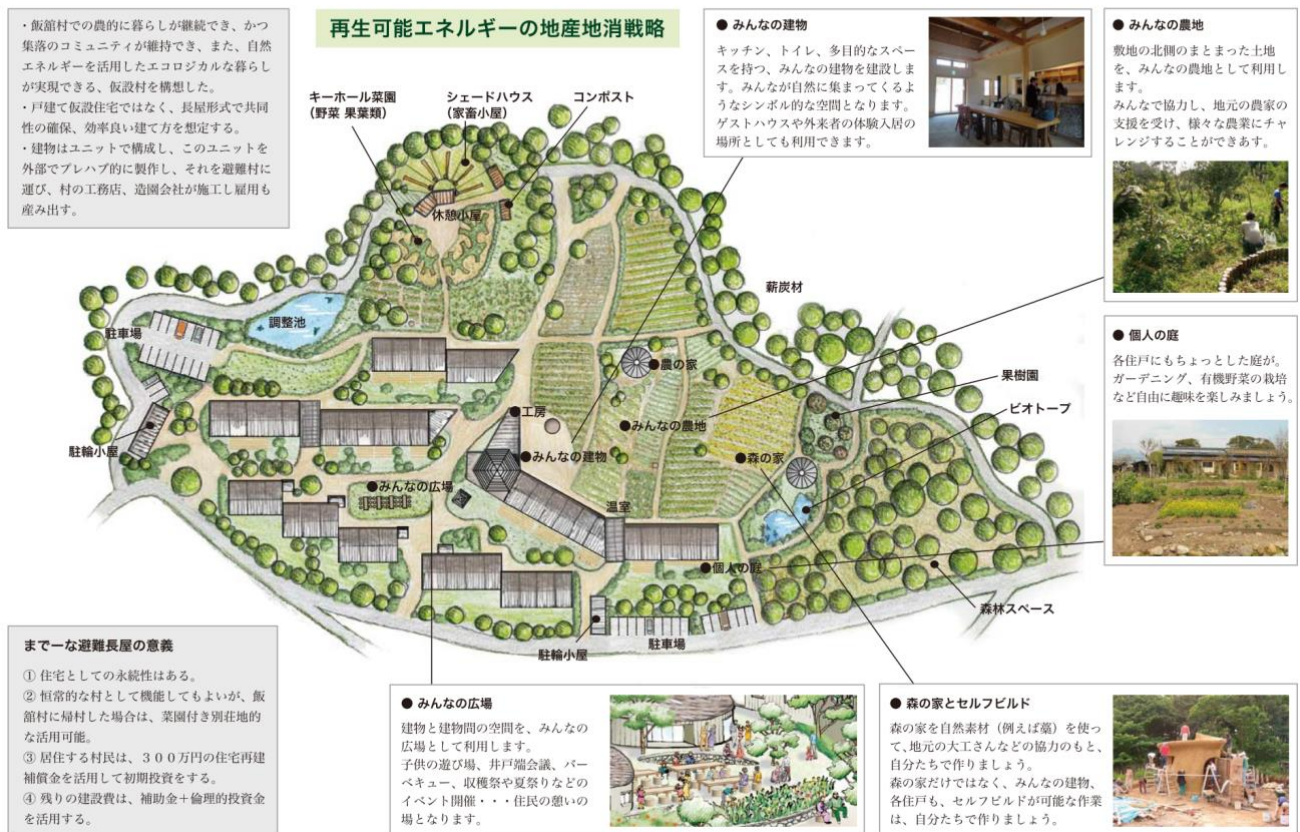 ・飯舘村での農的に暮らしが継続でき、かつ
集落のコミュニティが維持でき、また、自然
エネルギーを活用したエコロジカルな暮らし
が実現できる、仮設村を構想した。
・戸建て仮設住宅ではなく、長屋形式で共同
性の確保、効率良い建て方を想定する。
・建物はユニットで構成し、このユニットを
外部でプレハブ的に製作し、それを避難村に
運び、村の工務店、造園会社が施工し雇用も
産み出す。
再生可能エネルギーの地産地消戦略
● みんなの建物
キッチン、トイレ、多目的なスペー
スを持つ、みんなの建物を建設しま
す。みんなが自然に集まってくるよ
うなシンボル的な空間となります。
ゲストハウスや外来者の体験入居の
場所としても利用できます。
● みんなの農地
敷地の北側のまとまった土地
を、みんなの農地として利用し
ます。
みんなで協力し、地元の農家の
支援を受け、様々な農業にチャ
レンジすることができあす。
● 個人の庭
各住戸にもちょっとした庭が。
ガーデニング、有機野菜の栽培
など自由に趣味を楽しみましょう。
キーホール菜園
(野菜 果葉類)
シェードハウス
(家畜小屋)
コンポスト
休憩小屋
薪炭材
調整池
駐車場
●農の家
果樹園
ビオトープ
●工房
●みんなの農地
駐輪小屋
●みんなの建物
●森の家
●みんなの広場
温室
●個人の庭
森林スペース
駐車場
駐輪小屋
までーな避難長屋の意義
① 住宅としての永続性はある。
② 恒常的な村として機能してもよいが、飯
舘村に帰村した場合は、菜園付き別荘地的
な活用可能。
③ 居住する村民は、３００万円の住宅再建
補償金を活用して初期投資をする。
④ 残りの建設費は、補助金＋倫理的投資金
を活用する。
● みんなの広場
建物と建物間の空間を、みんなの
広場として利用します。
子供の遊び場、井戸端会議、バー
ベキュー、収穫祭や夏祭りなどの
イベント開催・・・住民の憩いの
場となります。
● 森の家とセルフビルド
森の家を自然素材（例えば藁）を使っ
て、地元の大工さんなどの協力のもと、
自分たちで作りましょう。
森の家だけではなく、みんなの建物、
各住戸も、セルフビルドが可能な作業
は、自分たちで作りましょう。